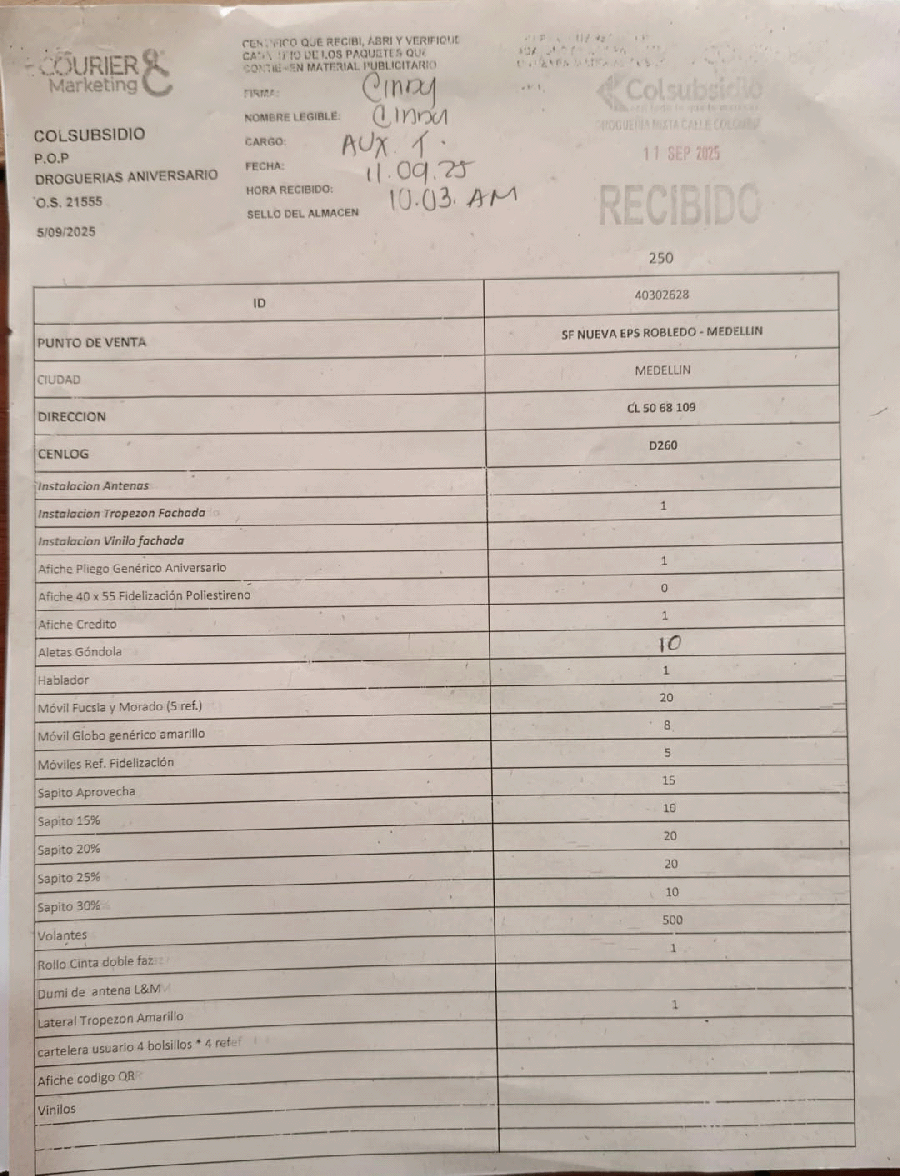 COURIER &
Marketing
COLSUBSIDIO
P.O.P
DROGUERIAS ANIVERSARIO
O.S. 21555
5/09/2025
CERTIFICO QUE RECIBI, ABRI Y VERIFIQUE
CADA UNO DE LOS PAQUETES QUE
CONTIENEN MATERIAL PUBLICITARIO
FIRMA: Cindy
NOMBRE LEGIBLE: Cindy
CARGO: AUX. T.
FECHA: 11.09.25
HORA RECIBIDO: 10.03. AM
SELLO DEL ALMACEN
Colsubsidio
11 SEP 2025
RECIBIDO
250
ID 40302628
PUNTO DE VENTA SF NUEVA EPS ROBLEDO - MEDELLIN
CIUDAD MEDELLIN
DIRECCION CL 50 68 109
CENLOG D260
Instalacion Antenas
Instalacion Tropezon Fachada 1
Instalacion Vinilo fachada
Afiche Pliego Genérico Aniversario 1
Afiche 40 x 55 Fidelización Poliestireno 0
Afiche Credito 1
Aletas Góndola 10
Hablador 1
Móvil Fucsia y Morado (5 ref.) 20
Móvil Globo genérico amarillo 8
Móviles Ref. Fidelización 5
Sapito Aprovecha 15
Sapito 15% 16
Sapito 20% 20
Sapito 25% 20
Sapito 30% 10
Volantes 500
Rollo Cinta doble faz 1
Dumi de antena L&M
Lateral Tropezon Amarillo 1
cartelera usuario 4 bolsillos * 4 ref
Afiche codigo QR
Vinilos